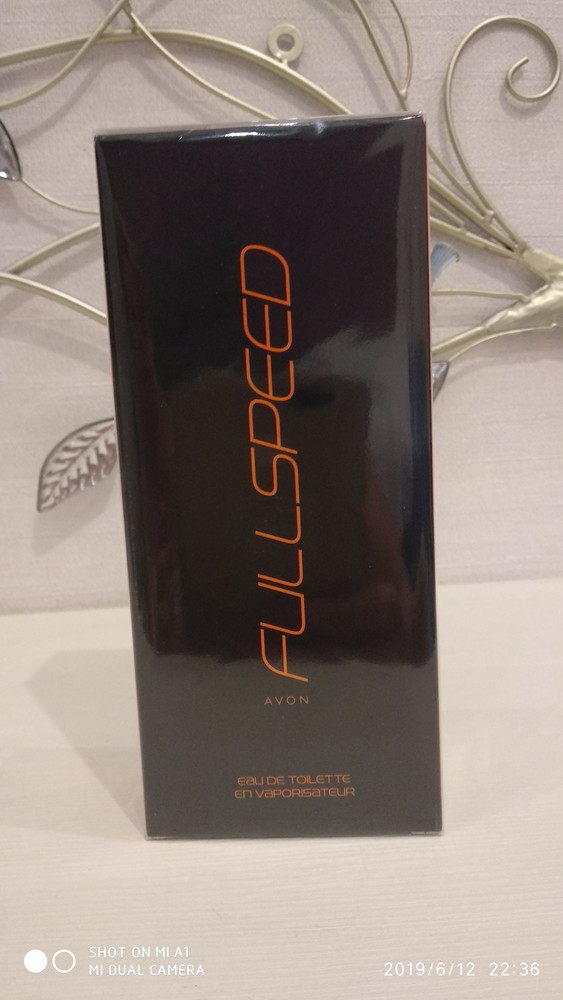 FULLSPEED
AVON
EAU DE TOILETTE
EN VAPORISATEUR
SHOT ON MI A1
MI DUAL CAMERA
2019/6/12 22:36